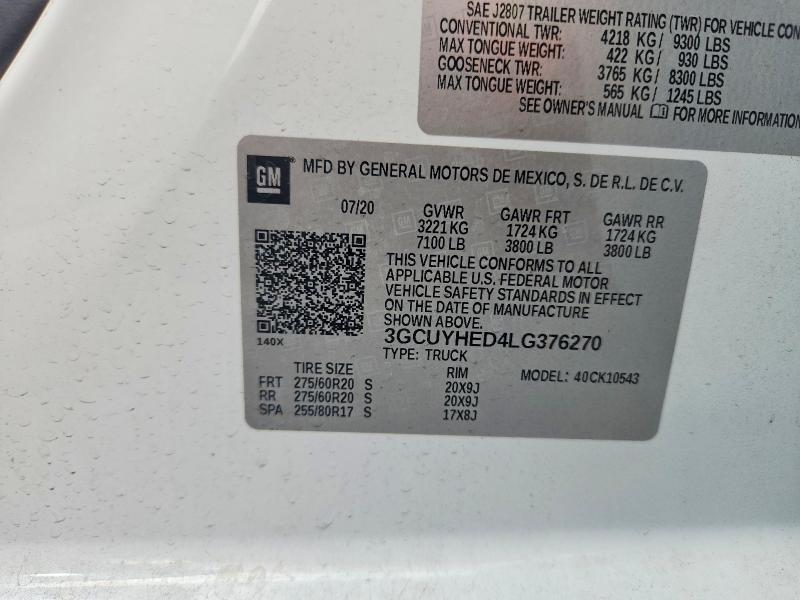 SAE J2807 TRAILER WEIGHT RATING (TWR) FOR VEHICLE CON
CONVENTIONAL TWR: 4218 KG/ 9300 LBS
MAX TONGUE WEIGHT: 422 KG/ 930 LBS
GOOSENECK TWR: 3765 KG/ 8300 LBS
MAX TONGUE WEIGHT: 565 KG/ 1245 LBS
SEE OWNER'S MANUAL FOR MORE INFORMATION
GM® MFD BY GENERAL MOTORS DE MEXICO, S. DE R.L. DE C.V.
07/20 GVWR GAWR FRT GAWR RR
3221 KG 1724 KG 1724 KG
7100 LB 3800 LB 3800 LB
THIS VEHICLE CONFORMS TO ALL
APPLICABLE U.S. FEDERAL MOTOR
VEHICLE SAFETY STANDARDS IN EFFECT
ON THE DATE OF MANUFACTURE
SHOWN ABOVE.
140X 3GCUYHED4LG376270
TYPE: TRUCK
TIRE SIZE RIM MODEL: 40CK10543
FRT 275/60R20 S 20X9J
RR 275/60R20 S 20X9J
SPA 255/80R17 S 17X8J